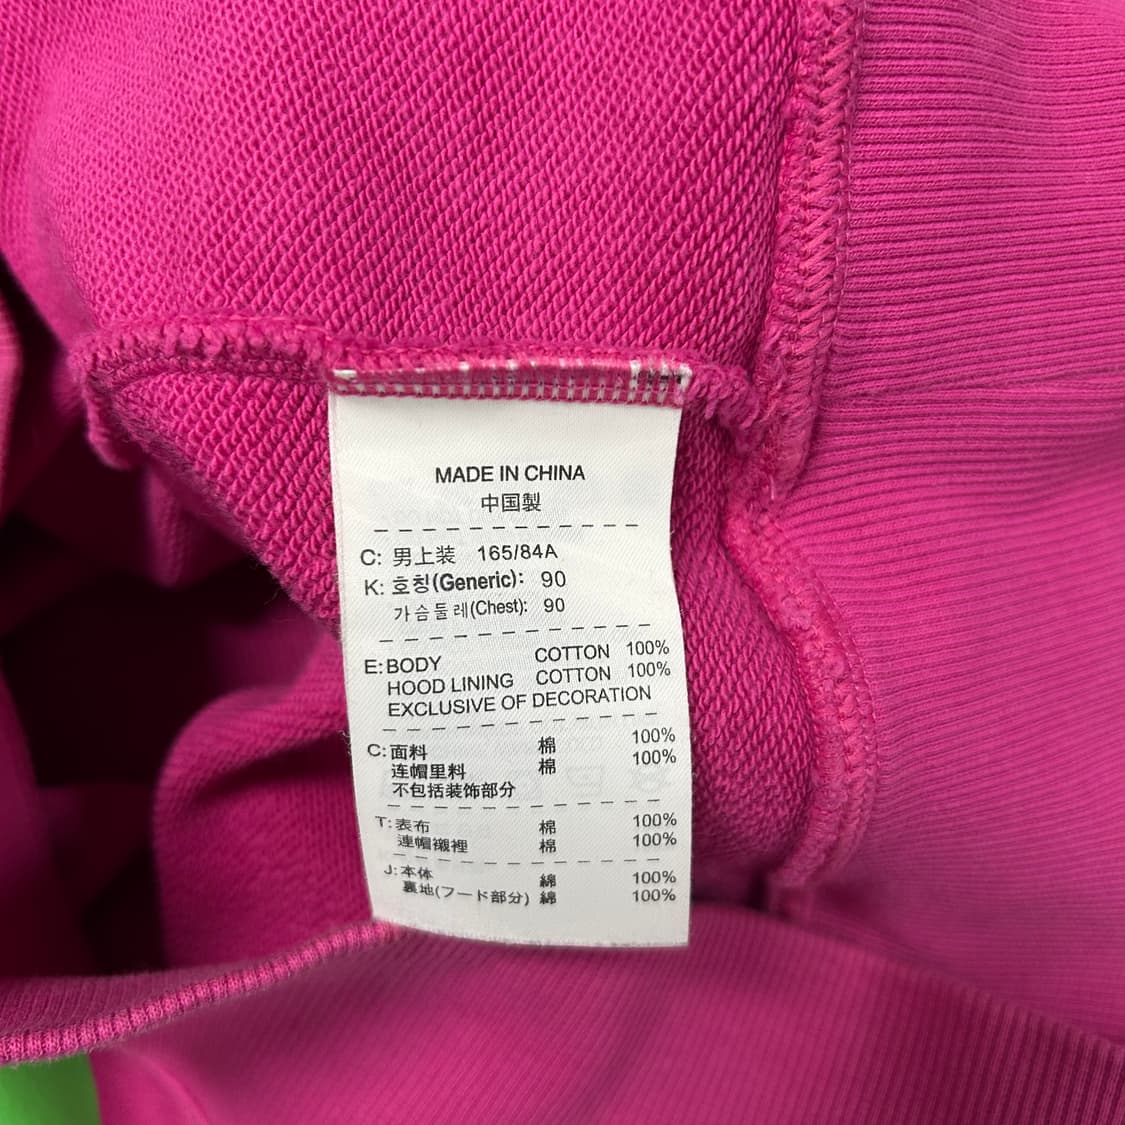 MADE IN CHINA
中国製
C: 男上装 165/84A
K: 호칭(Generic): 90
가슴둘레(Chest): 90
E: BODY COTTON 100%
HOOD LINING COTTON 100%
EXCLUSIVE OF DECORATION
C: 面料 棉 100%
连帽里料 棉 100%
不包括装饰部分
T: 表布 棉 100%
連帽襯裡 棉 100%
J: 本体 綿 100%
裏地(フード部分) 綿 100%